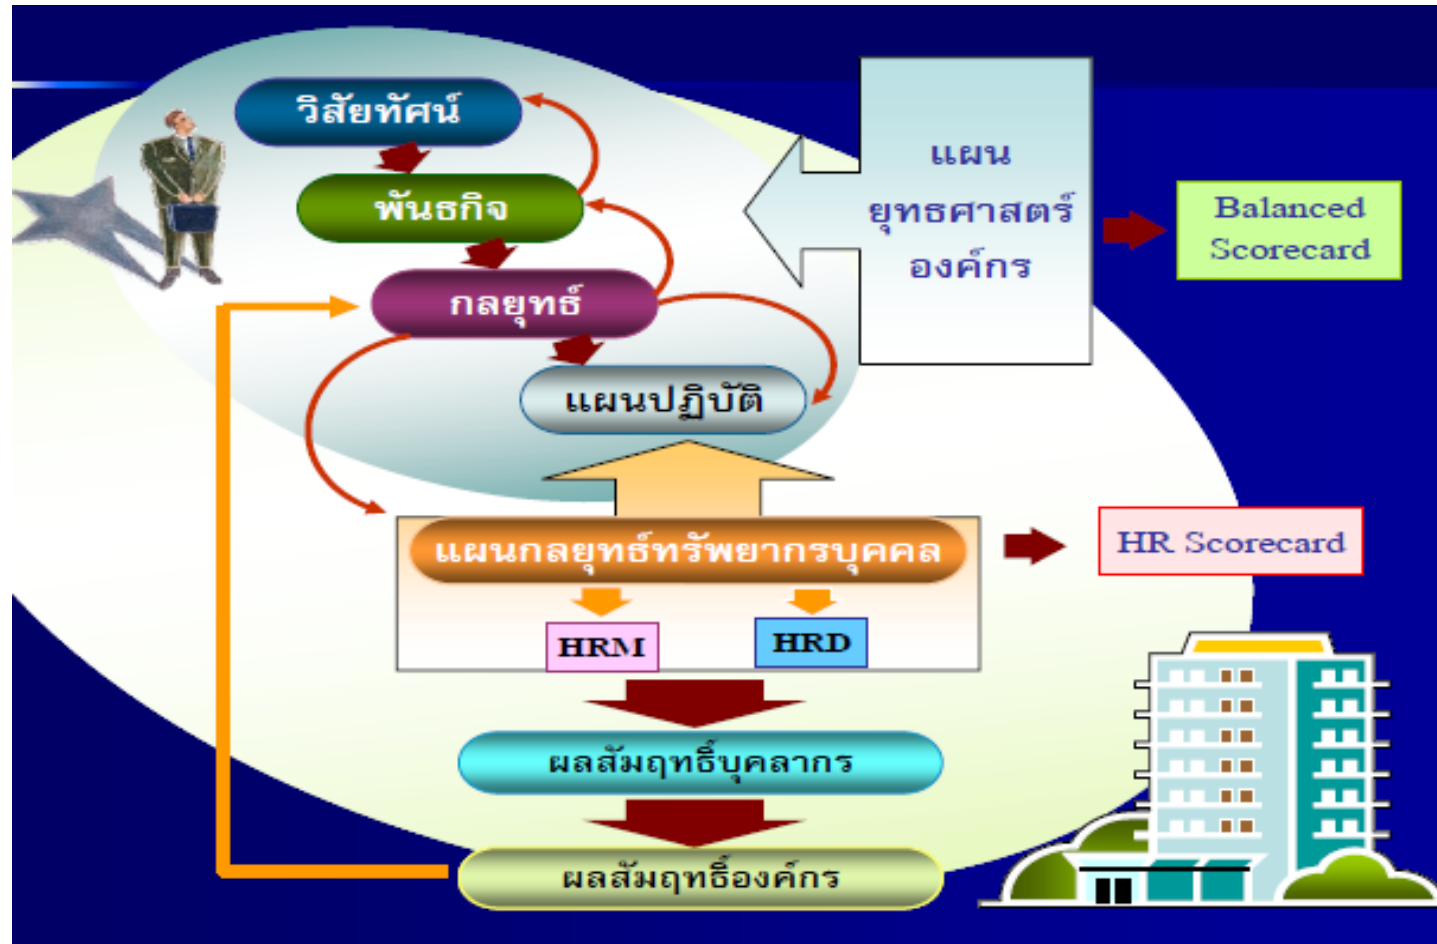 วิสัยทัศน์
พันธกิจ
กลยุทธ์
แผนปฏิบัติ
แผน
ยุทธศาสตร์
องค์กร
Balanced
Scorecard
แผนกลยุทธ์ทรัพยากรบุคคล
HR Scorecard
HRM
HRD
ผลสัมฤทธิ์บุคลากร
ผลสัมฤทธิ์องค์กร